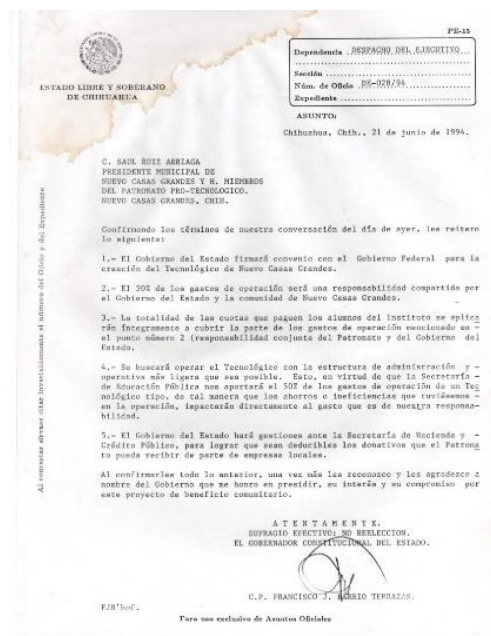 PE-15
Dependencia DESPACHO DEL EJECUTIVO
Sección
Núm. de Oficio DE-028/94
Expediente
ESTADO LIBRE Y SOBERANO
DE CHIHUAHUA
ASUNTO:
Chihuahua, Chih., 21 de junio de 1994.
C. SAUL RUIZ ARRIAGA
PRESIDENTE MUNICIPAL DE
NUEVO CASAS GRANDES Y H. MIEMBROS
DEL PATRONATO PRO-TECNOLOGICO.
NUEVO CASAS GRANDES, CHIH.
Confirmando los términos de nuestra conversación del día de ayer, les reitero
lo siguiente:
1.- El Gobierno del Estado firmará convenio con el Gobierno Federal para la
creación del Tecnológico de Nuevo Casas Grandes.
2.- El 50% de los gastos de operación será una responsabilidad compartida por
el Gobierno del Estado y la comunidad de Nuevo Casas Grandes.
3.- La totalidad de las cuotas que paguen los alumnos del Instituto se aplica
rán íntegramente a cubrir la parte de los gastos de operación mencionado en -
el punto número 2 (responsabilidad conjunta del Patronato y del Gobierno del
Estado.
4.- Se buscará operar el Tecnológico con la estructura de administración y -
operativa más ligera que sea posible. Esto, en virtud de que la Secretaría -
de Educación Pública nos aportará el 50% de los gastos de operación de un Tec
nológico tipo, de tal manera que los ahorros o ineficiencias que tuviésemos -
en la operación, impactarán directamente al gasto que es de nuestra responsa-
bilidad.
5.- El Gobierno del Estado hará gestiones ante la Secretaría de Hacienda y -
Crédito Público, para lograr que sean deducibles los donativos que el Patrona
to pueda recibir de parte de empresas locales.
Al confirmarles todo lo anterior, una vez más les reconozco y les agradezco a
nombre del Gobierno que me honro en presidir, su interés y su compromiso por
este proyecto de beneficio comunitario.
A T E N T A M E N T E.
SUFRAGIO EFECTIVO: NO REELECCION.
EL GOBERNADOR CONSTITUCIONAL DEL ESTADO.
C.P. FRANCISCO J. BARRIO TERRAZAS.
FJB'bof.
Para uso exclusivo de Asuntos Oficiales
Al contestar sírvase citar invariablemente el número del Oficio y del Expediente